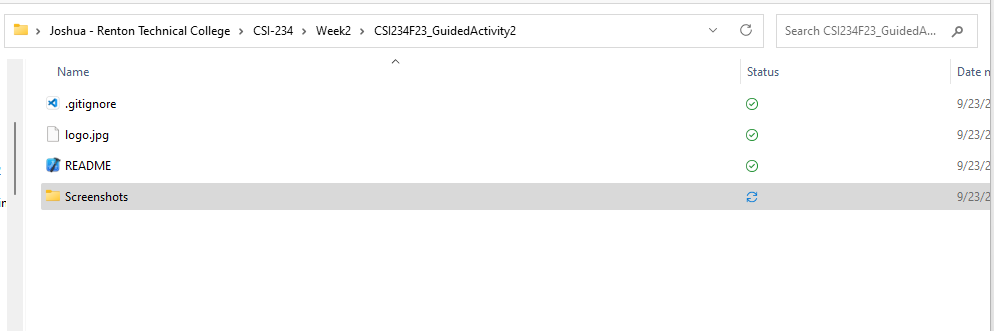 Joshua - Renton Technical College > CSI-234 > Week2 > CSI234F23_GuidedActivity2
Search CSI234F23_GuidedA...
Name Status Date n
.gitignore 9/23/2
logo.jpg 9/23/2
README 9/23/2
Screenshots 9/23/2